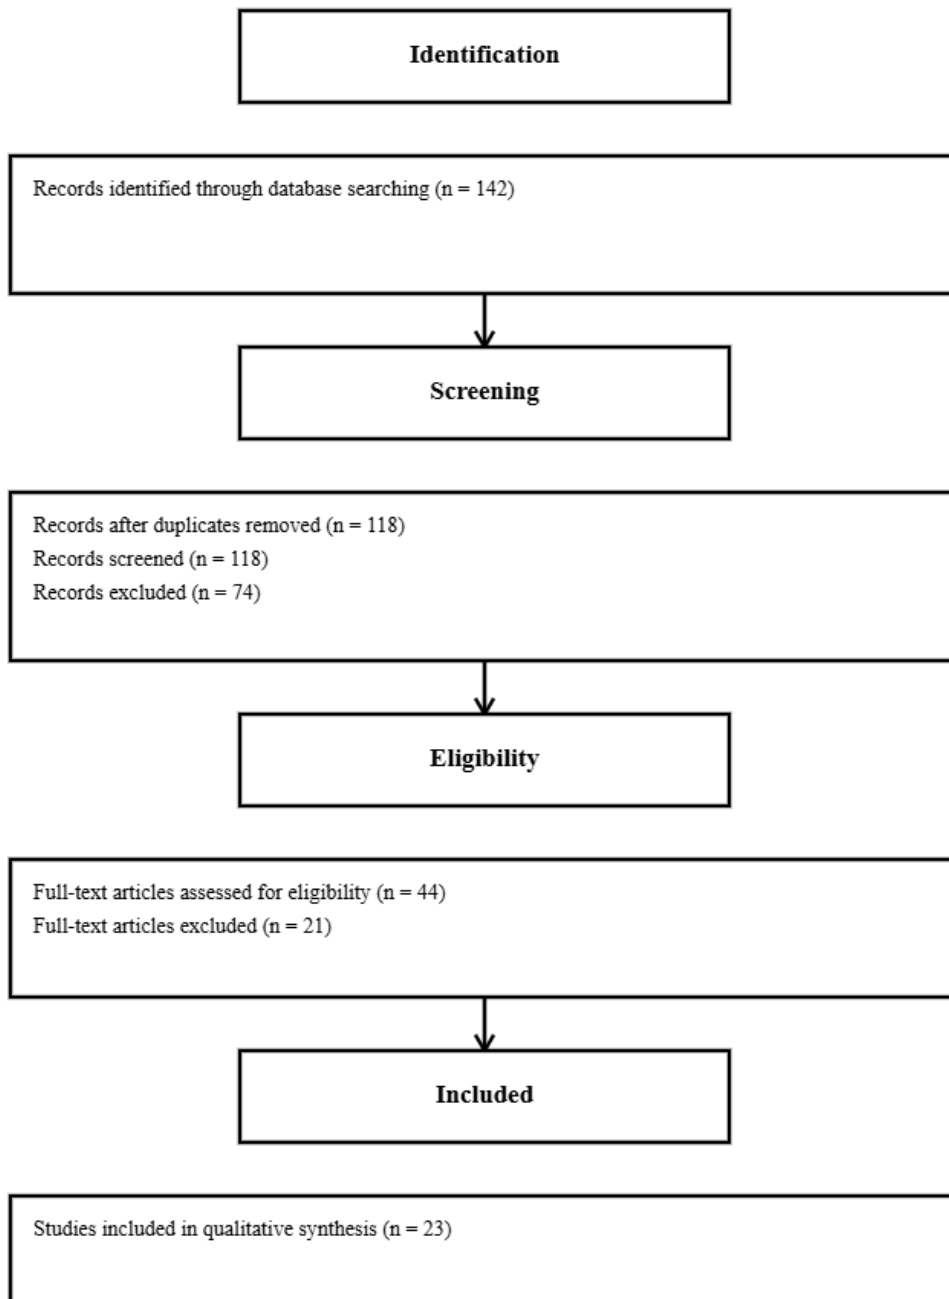 Identification
Records identified through database searching (n = 142)
Screening
Records after duplicates removed (n = 118)
Records screened (n = 118)
Records excluded (n = 74)
Eligibility
Full-text articles assessed for eligibility (n = 44)
Full-text articles excluded (n = 21)
Included
Studies included in qualitative synthesis (n = 23)